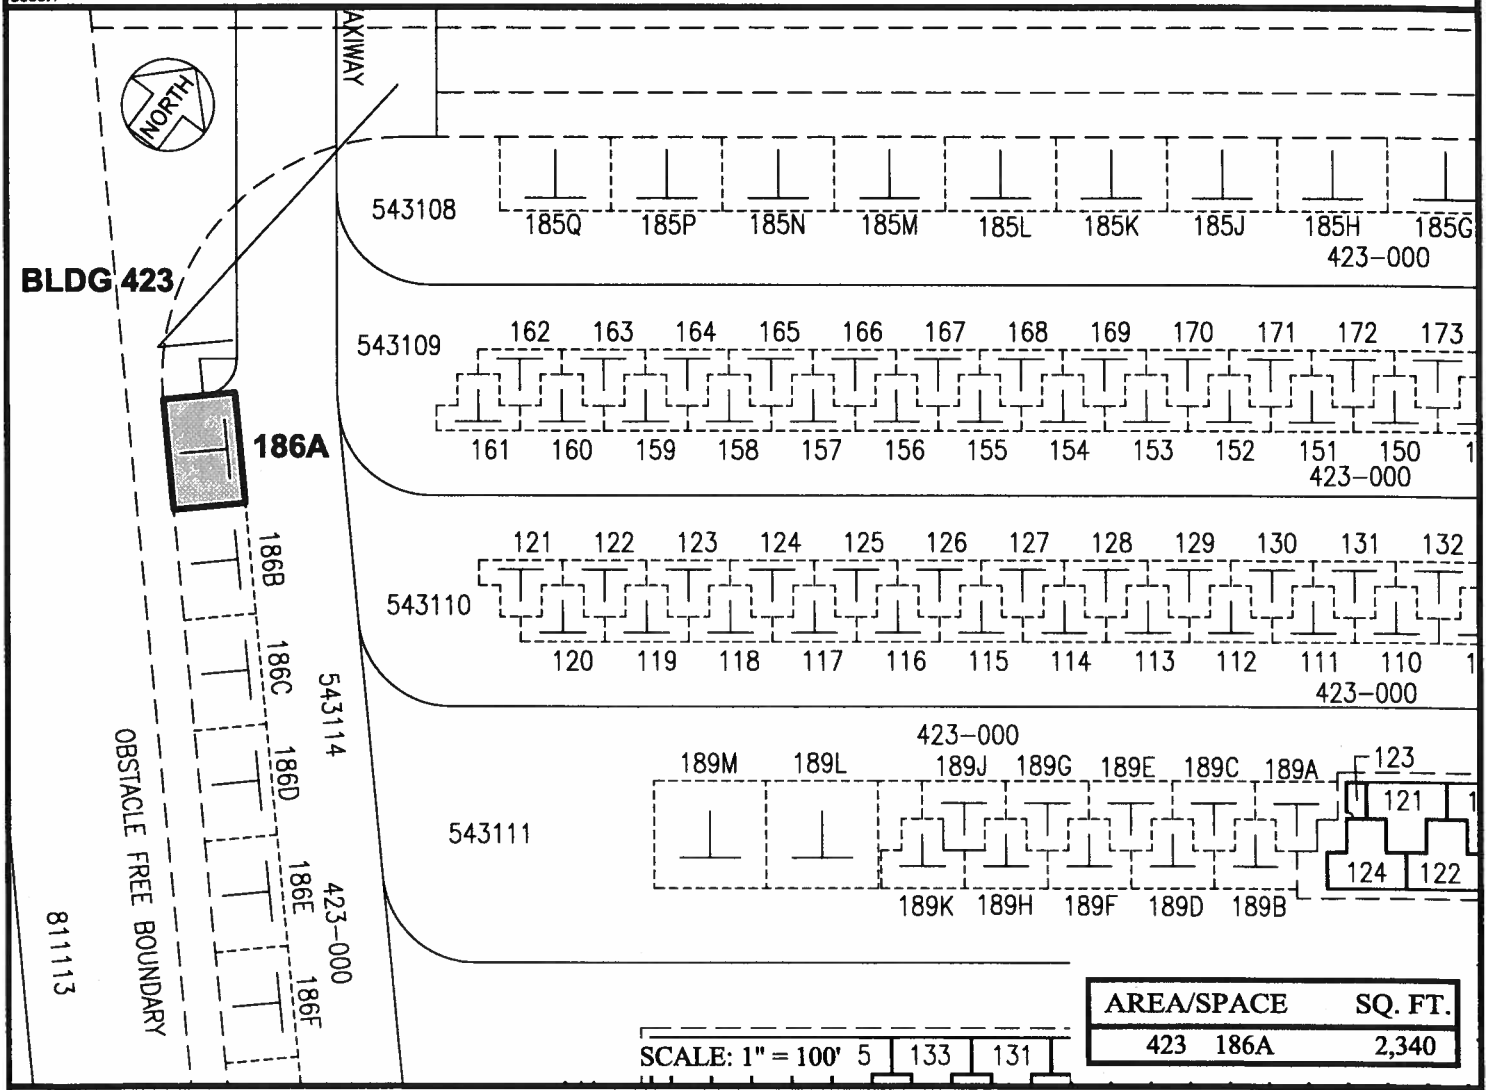 AXIWAY
NORTH
543108
185Q 185P 185N 185M 185L 185K 185J 185H 185G
423-000
BLDG 423
543109
162 163 164 165 166 167 168 169 170 171 172 173
186A
161 160 159 158 157 156 155 154 153 152 151 150 1
423-000
186B
121 122 123 124 125 126 127 128 129 130 131 132
543110
120 119 118 117 116 115 114 113 112 111 110 1
423-000
186C
543114
423-000
186D
189M 189L 189J 189G 189E 189C 189A 123
121 1
543111
124 122
189K 189H 189F 189D 189B
186E
423-000
186F
OBSTACLE FREE BOUNDARY
811113
AREA/SPACE SQ. FT.
423 186A 2,340
SCALE: 1" = 100' 5 133 131